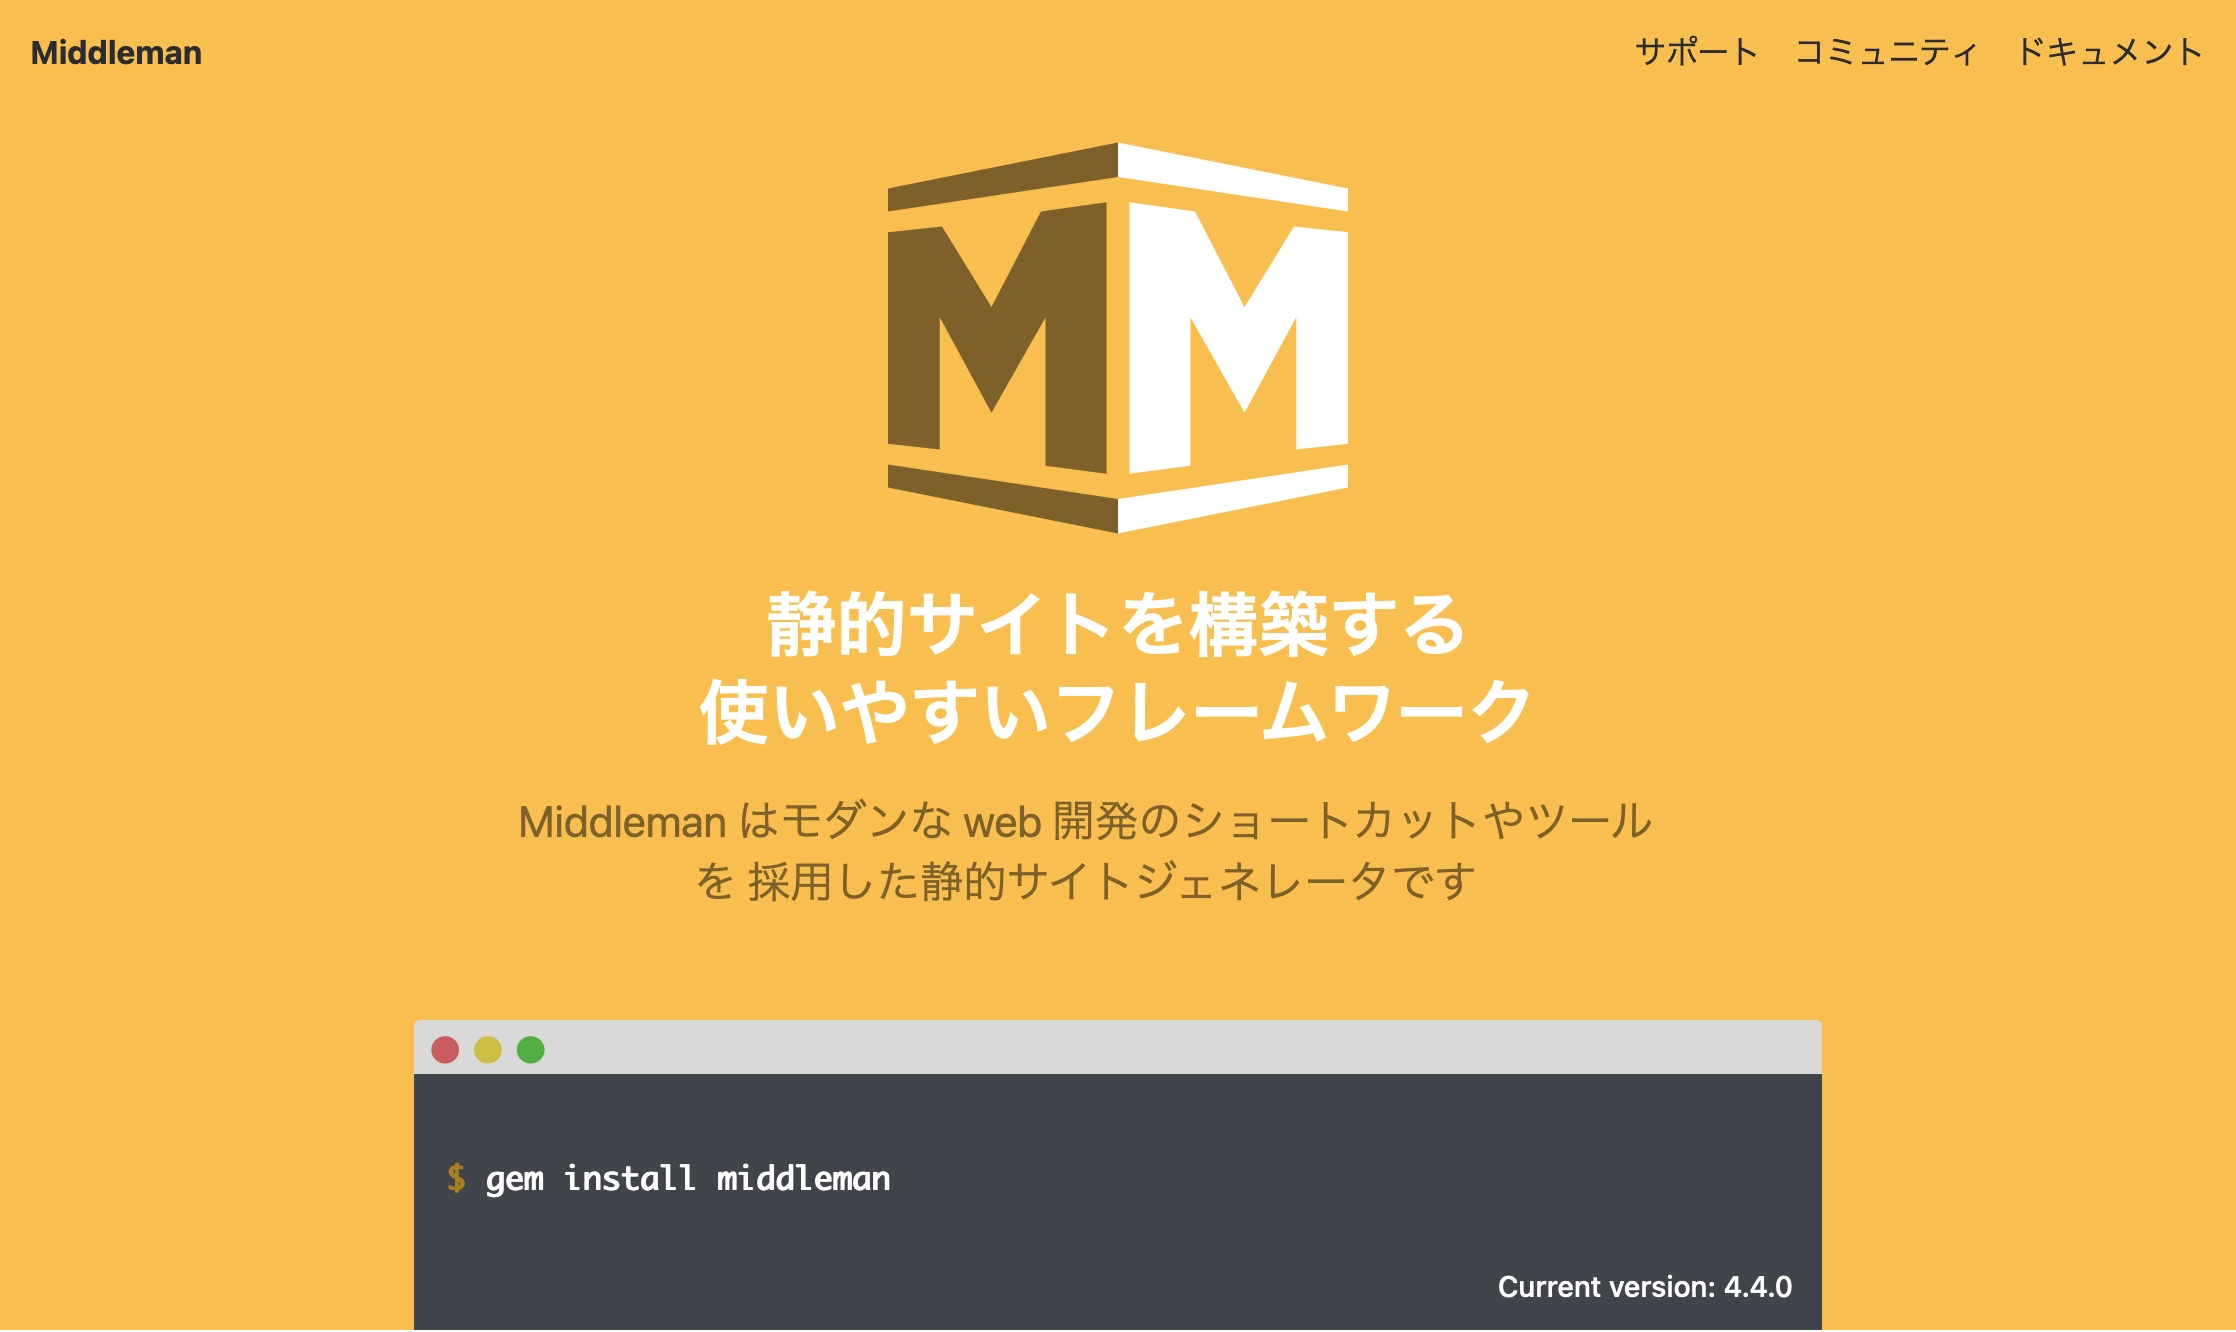 Middleman
サポート コミュニティ ドキュメント
MM
静的サイトを構築する
使いやすいフレームワーク
Middleman はモダンな web 開発のショートカットやツール
を 採用した静的サイトジェネレータです
$ gem install middleman
Current version: 4.4.0